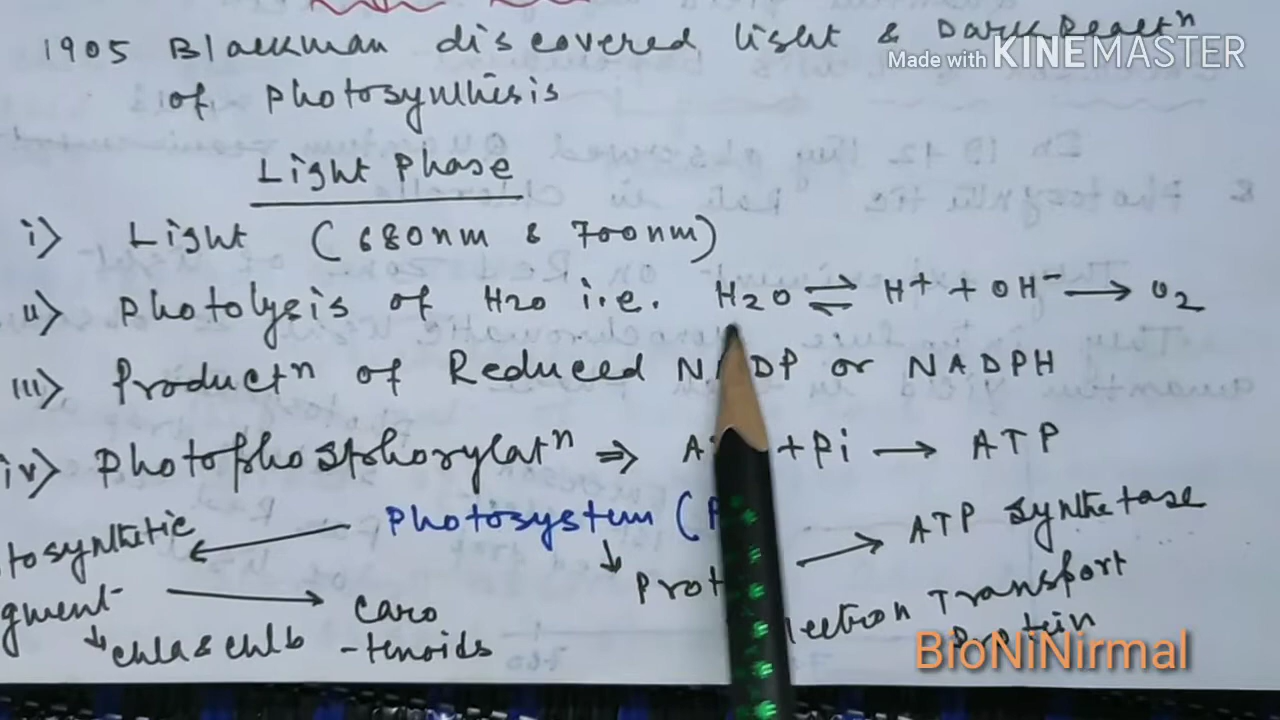 1905 Blackman discovered light & Dark Reactⁿ
Made with KINEMASTER
of Photosynthesis
Light Phase
i) Light (680nm & 700nm)
ii) Photolysis of H2O i.e. H2O ⇌ H⁺ + OH⁻ → O2
iii) Productⁿ of Reduced NADP or NADPH
iv) Photophosphorylatⁿ ⇒ + Pi → ATP
tosynthetic ← Photosystem ( → ATP Synthetase
gment → Caro
-tenoids
↓ chla & chlb
↓ Prot
lectron Transport
Protein
BioNiNirmal